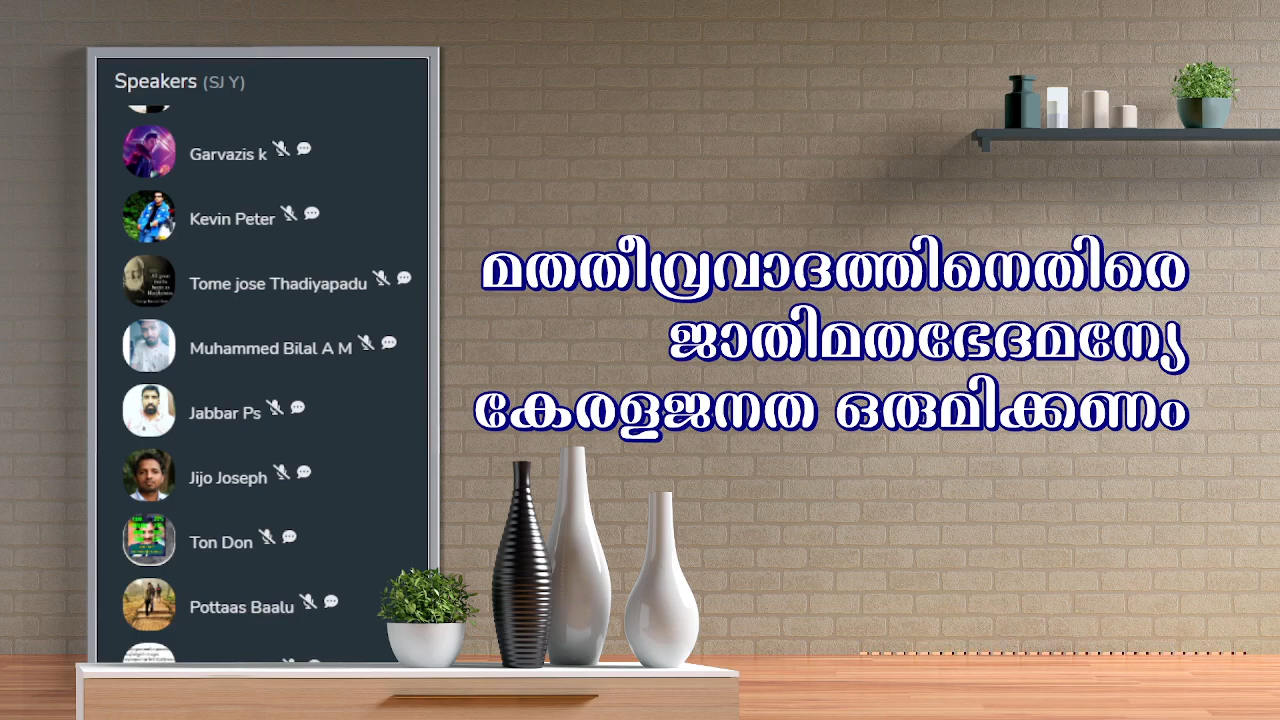 Speakers (SJ Y)
Garvazis k
Kevin Peter
Tome jose Thadiyapadu
Muhammed Bilal A M
Jabbar Ps
Jijo Joseph
Ton Don
Pottaas Baalu
മതതീവ്രവാദത്തിനെതിരെ
ജാതിമതഭേദമന്യേ
കേരളജനത ഒരുമിക്കണം